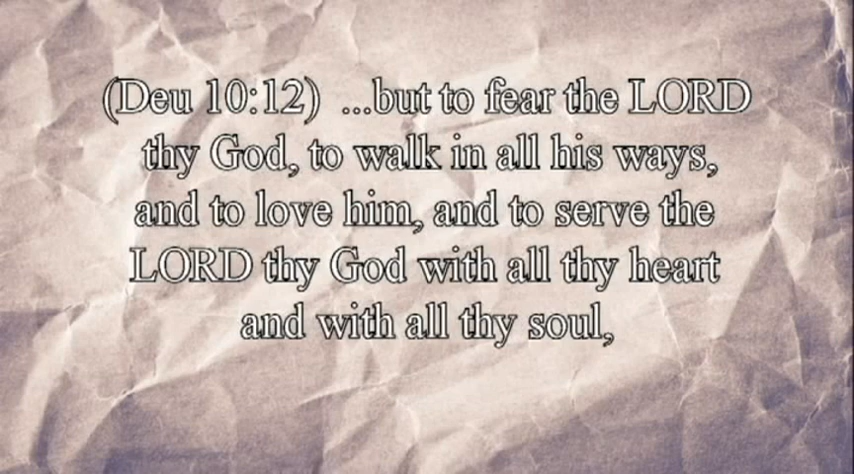 (Deu 10:12) ...but to fear the LORD
thy God, to walk in all his ways,
and to love him, and to serve the
LORD thy God with all thy heart
and with all thy soul,